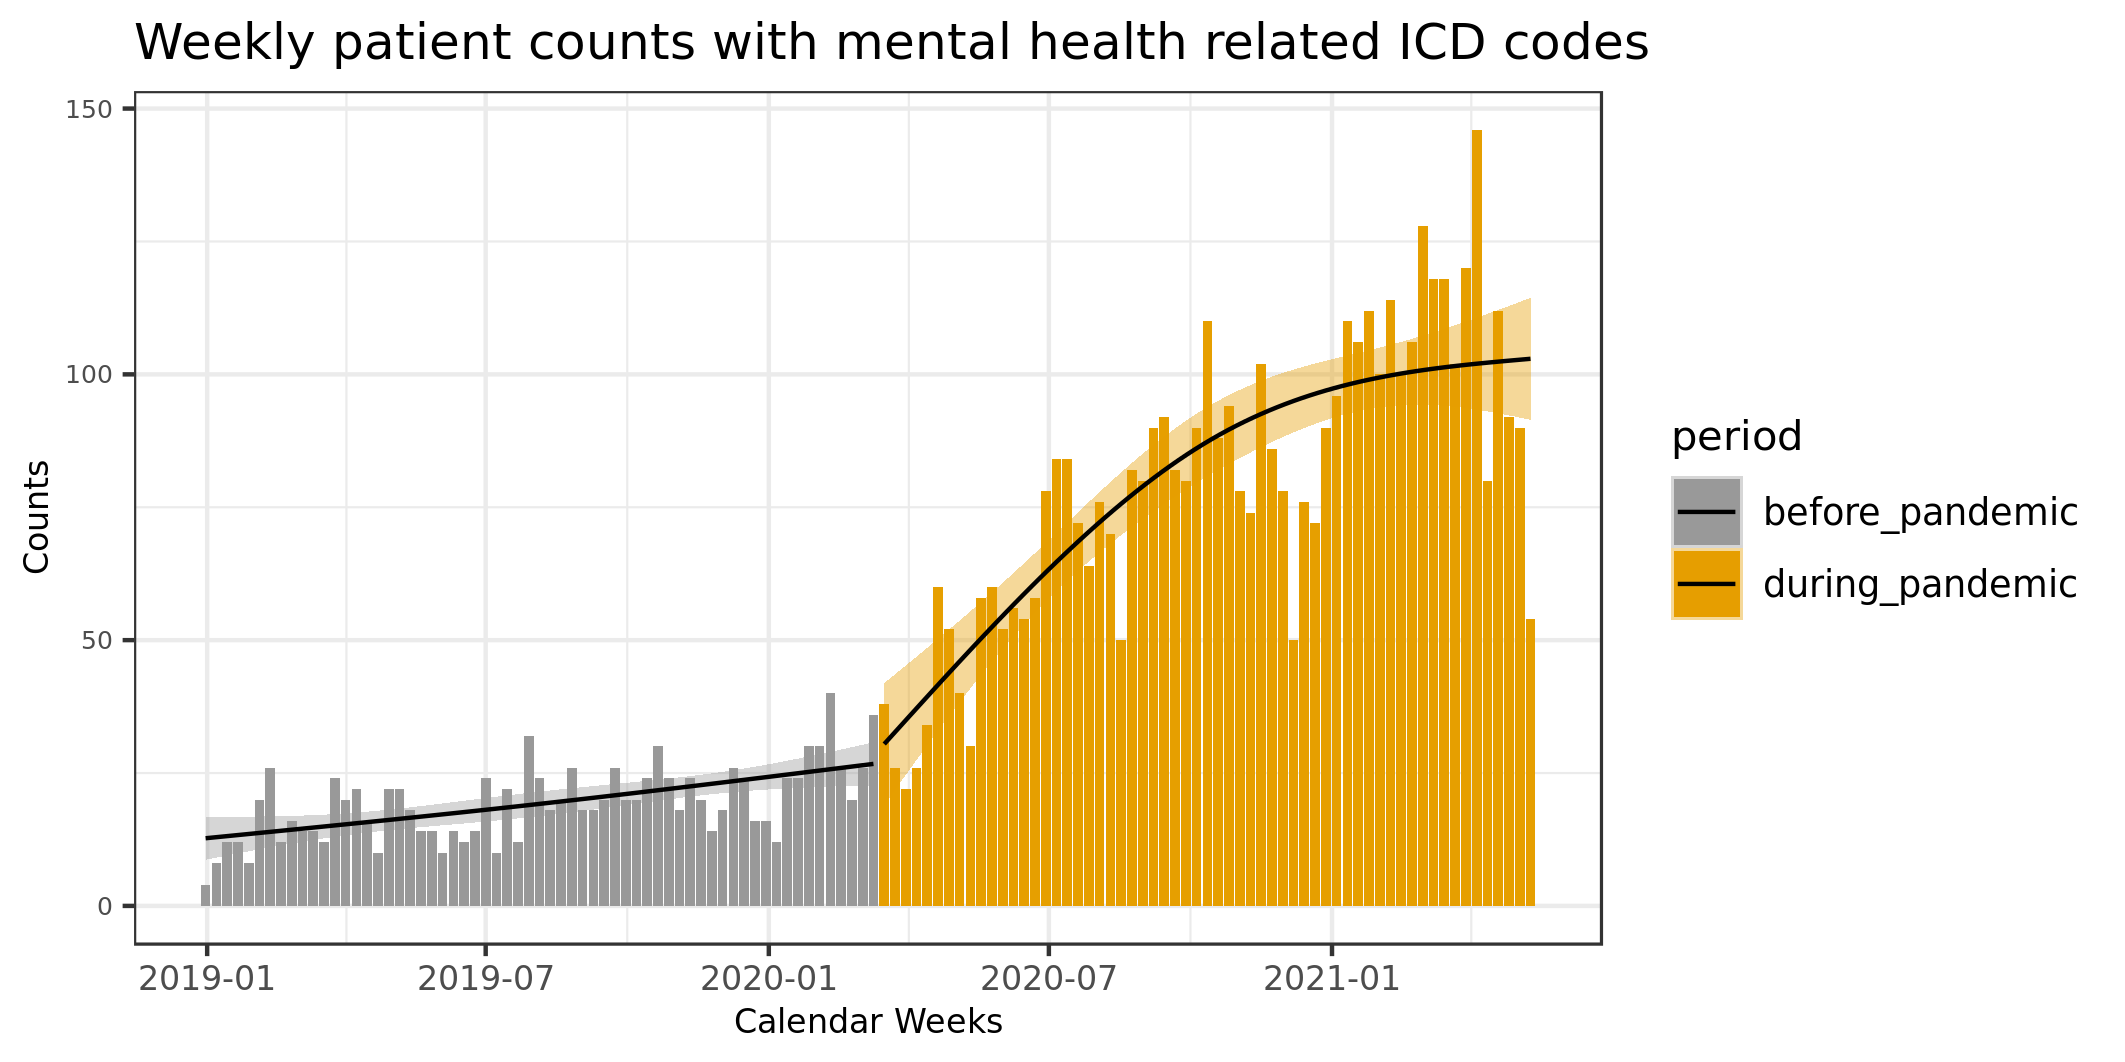 Weekly patient counts with mental health related ICD codes
150
100
50
0
Counts
2019-01 2019-07 2020-01 2020-07 2021-01
Calendar Weeks
period
before_pandemic
during_pandemic